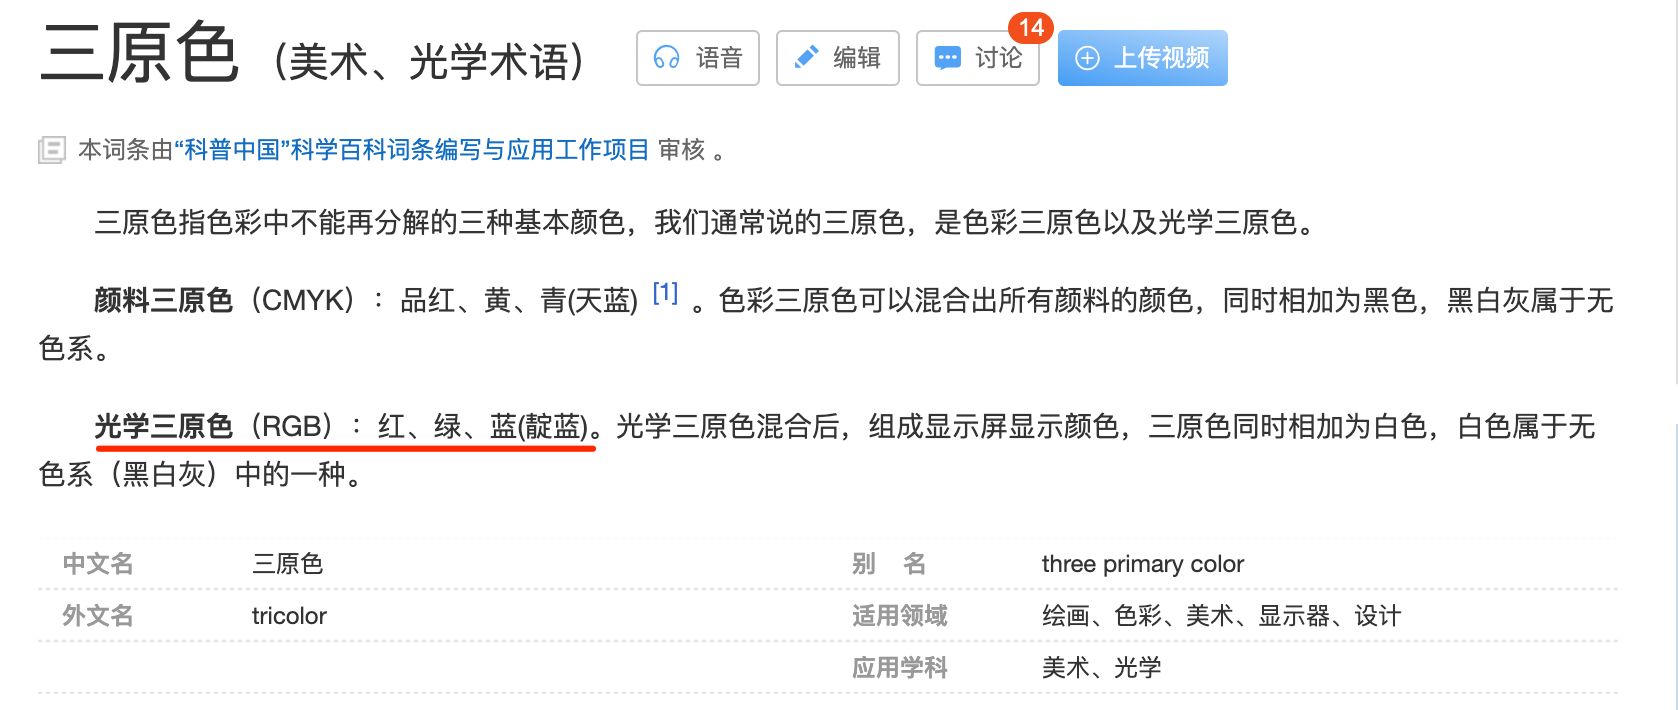 三原色（美术、光学术语）
语音
编辑
讨论
14
上传视频
本词条由“科普中国”科学百科词条编写与应用工作项目 审核 。
三原色指色彩中不能再分解的三种基本颜色，我们通常说的三原色，是色彩三原色以及光学三原色。
颜料三原色（CMYK）：品红、黄、青(天蓝) [1] 。色彩三原色可以混合出所有颜料的颜色，同时相加为黑色，黑白灰属于无
色系。
光学三原色（RGB）：红、绿、蓝(靛蓝)。光学三原色混合后，组成显示屏显示颜色，三原色同时相加为白色，白色属于无
色系（黑白灰）中的一种。
中文名 三原色 别 名 three primary color
外文名 tricolor 适用领域 绘画、色彩、美术、显示器、设计
应用学科 美术、光学